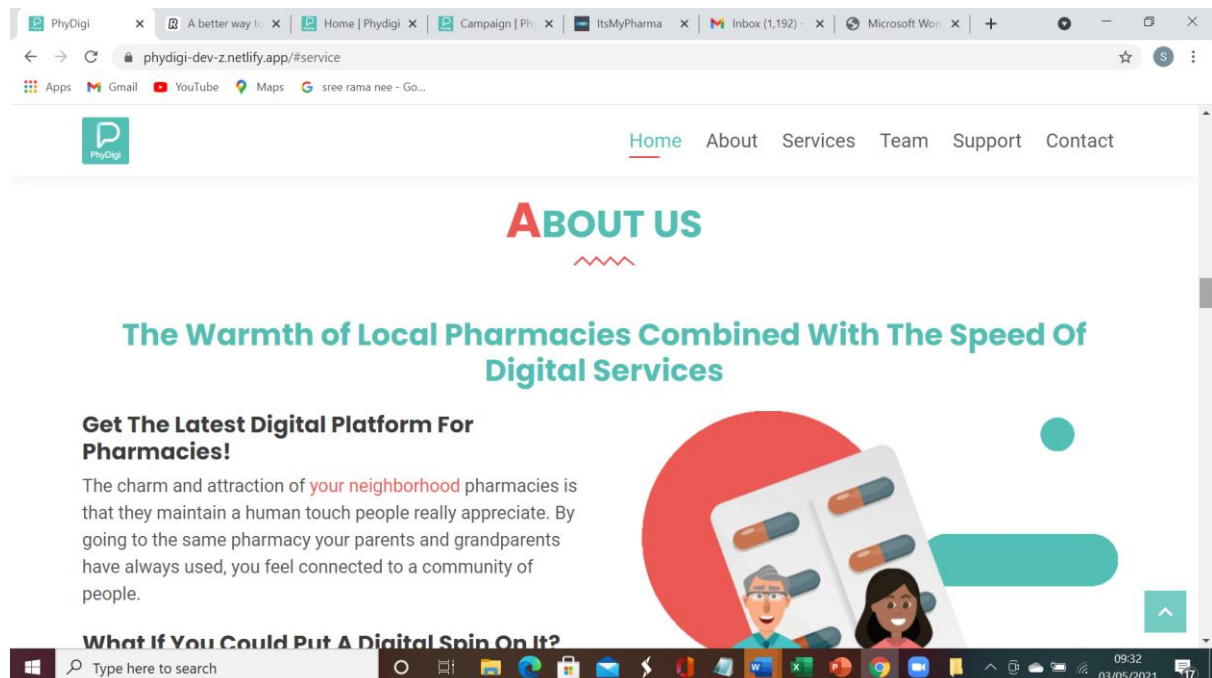 PhyDigi
A better way to
Home | Phydigi
Campaign | Ph
ItsMyPharma
Inbox (1,192) -
Microsoft Wor
phydigi-dev-z.netlify.app/#service
S
Apps
Gmail
YouTube
Maps
sree rama nee - Go...
PhyDigi
Home About Services Team Support Contact
ABOUT US
The Warmth of Local Pharmacies Combined With The Speed Of
Digital Services
Get The Latest Digital Platform For
Pharmacies!
The charm and attraction of your neighborhood pharmacies is
that they maintain a human touch people really appreciate. By
going to the same pharmacy your parents and grandparents
have always used, you feel connected to a community of
people.
What If You Could Put A Digital Spin On It?
Type here to search
09:32
03/05/2021
17